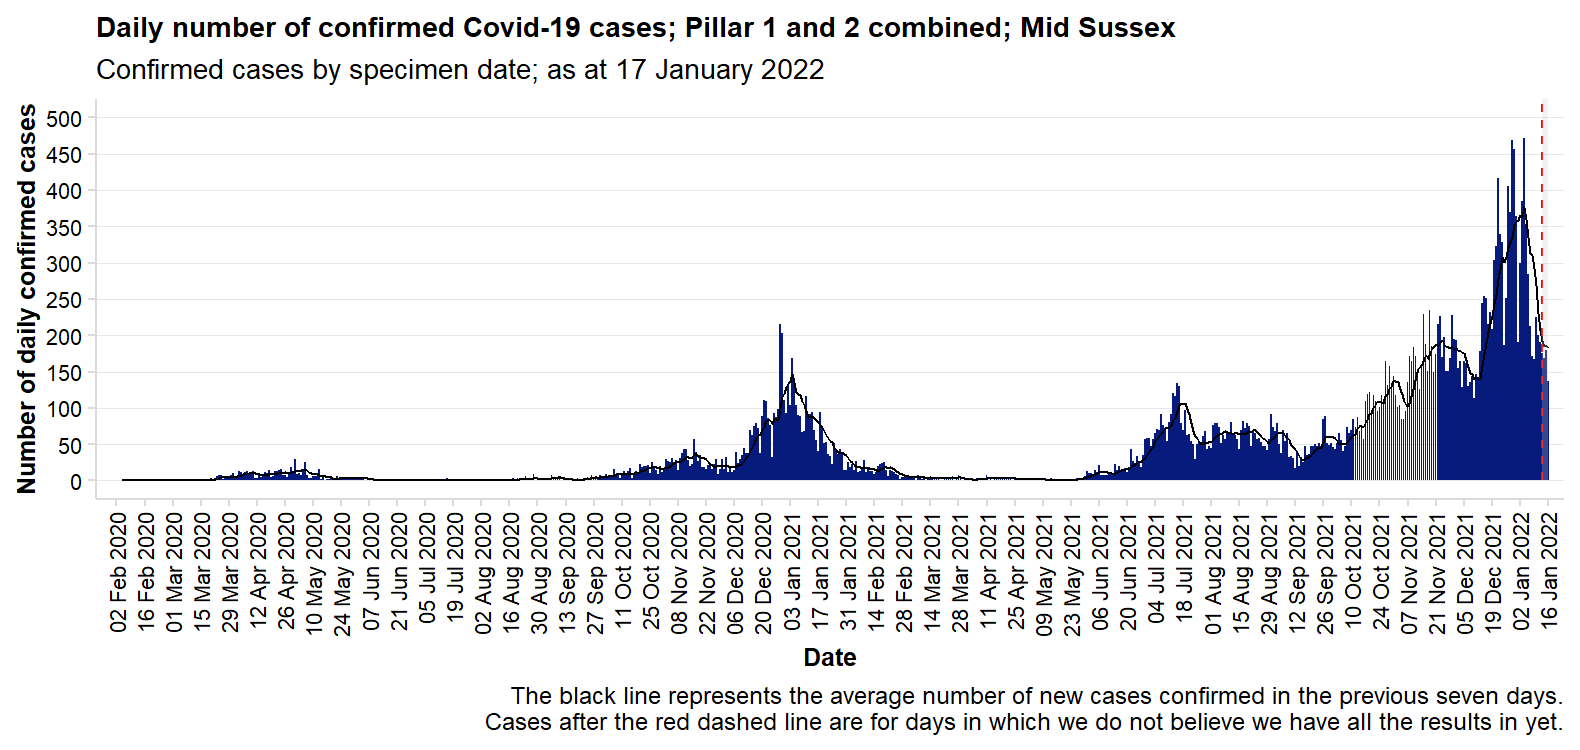 Daily number of confirmed Covid-19 cases; Pillar 1 and 2 combined; Mid Sussex
Confirmed cases by specimen date; as at 17 January 2022
Number of daily confirmed cases
500
450
400
350
300
250
200
150
100
50
0
02 Feb 2020
16 Feb 2020
01 Mar 2020
15 Mar 2020
29 Mar 2020
12 Apr 2020
26 Apr 2020
10 May 2020
24 May 2020
07 Jun 2020
21 Jun 2020
05 Jul 2020
19 Jul 2020
02 Aug 2020
16 Aug 2020
30 Aug 2020
13 Sep 2020
27 Sep 2020
11 Oct 2020
25 Oct 2020
08 Nov 2020
22 Nov 2020
06 Dec 2020
20 Dec 2020
03 Jan 2021
17 Jan 2021
31 Jan 2021
14 Feb 2021
28 Feb 2021
14 Mar 2021
28 Mar 2021
11 Apr 2021
25 Apr 2021
09 May 2021
23 May 2021
06 Jun 2021
20 Jun 2021
04 Jul 2021
18 Jul 2021
01 Aug 2021
15 Aug 2021
29 Aug 2021
12 Sep 2021
26 Sep 2021
10 Oct 2021
24 Oct 2021
07 Nov 2021
21 Nov 2021
05 Dec 2021
19 Dec 2021
02 Jan 2022
16 Jan 2022
Date
The black line represents the average number of new cases confirmed in the previous seven days.
Cases after the red dashed line are for days in which we do not believe we have all the results in yet.